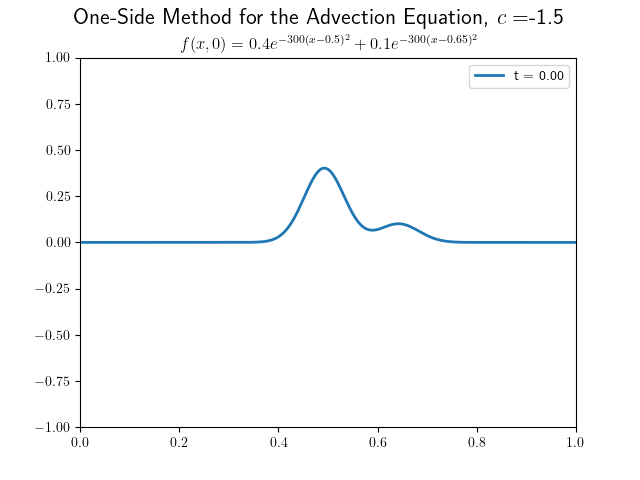 One-Side Method for the Advection Equation, c =-1.5
f(x, 0) = 0.4e^{−300(x−0.5)^2} + 0.1e^{−300(x−0.65)^2}
t = 0.00
1.00
0.75
0.50
0.25
0.00
−0.25
−0.50
−0.75
−1.00
0.0 0.2 0.4 0.6 0.8 1.0